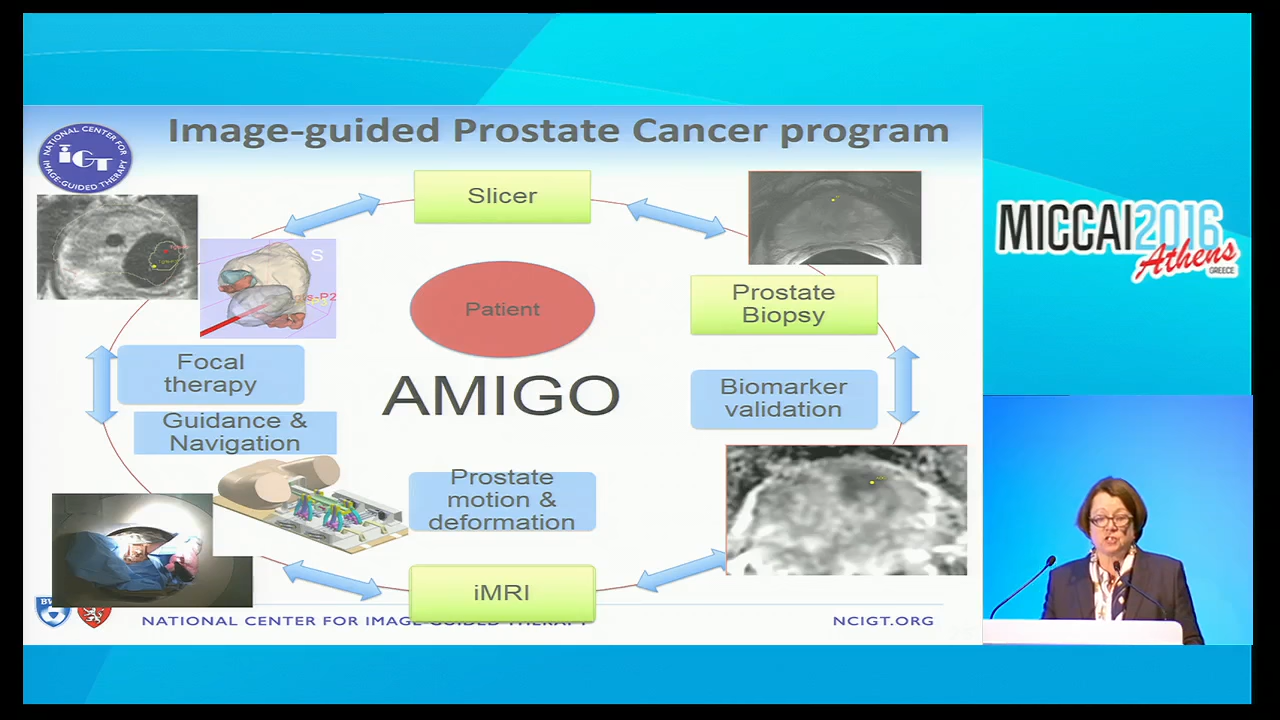 Image-guided Prostate Cancer program
NATIONAL CENTER FOR
IMAGE-GUIDED THERAPY
IGT
Slicer
S
Patient
Prostate
Biopsy
MICCAI2016
Athens
GREECE
Focal
therapy
AMIGO
Biomarker
validation
Guidance &
Navigation
Prostate
motion &
deformation
iMRI
NATIONAL CENTER FOR IMAGE GUIDED THERAPY
NCIGT.ORG